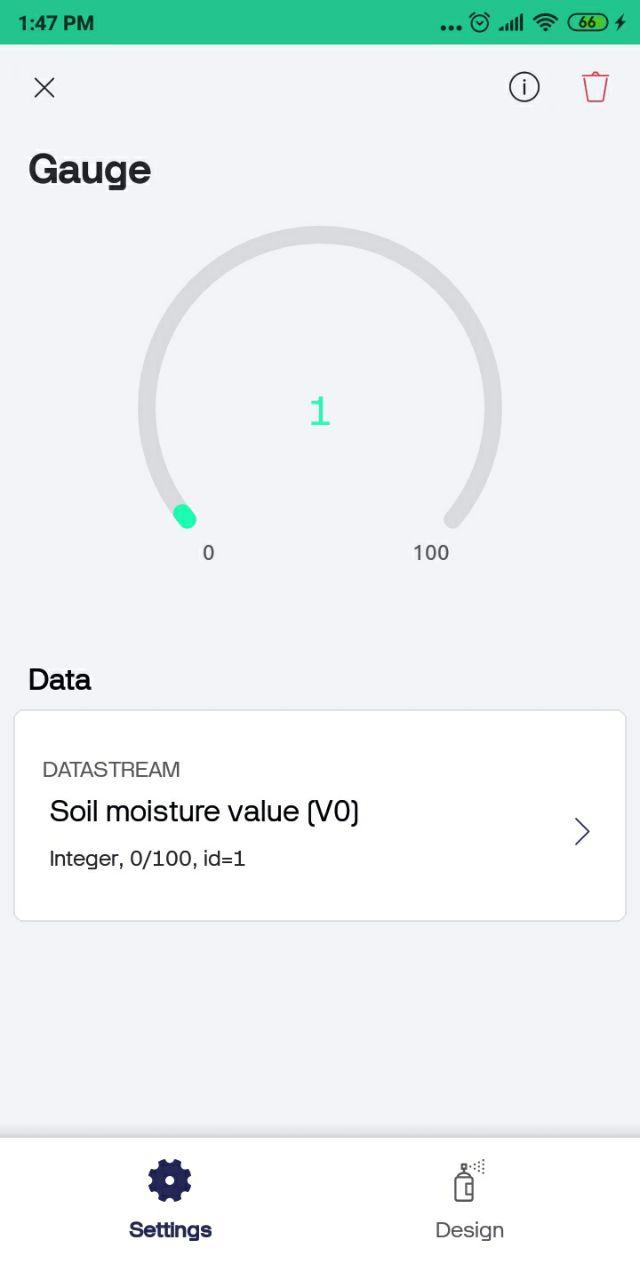 1:47 PM
66
Gauge
1
0
100
Data
DATASTREAM
Soil moisture value (V0)
Integer, 0/100, id=1
Settings
Design